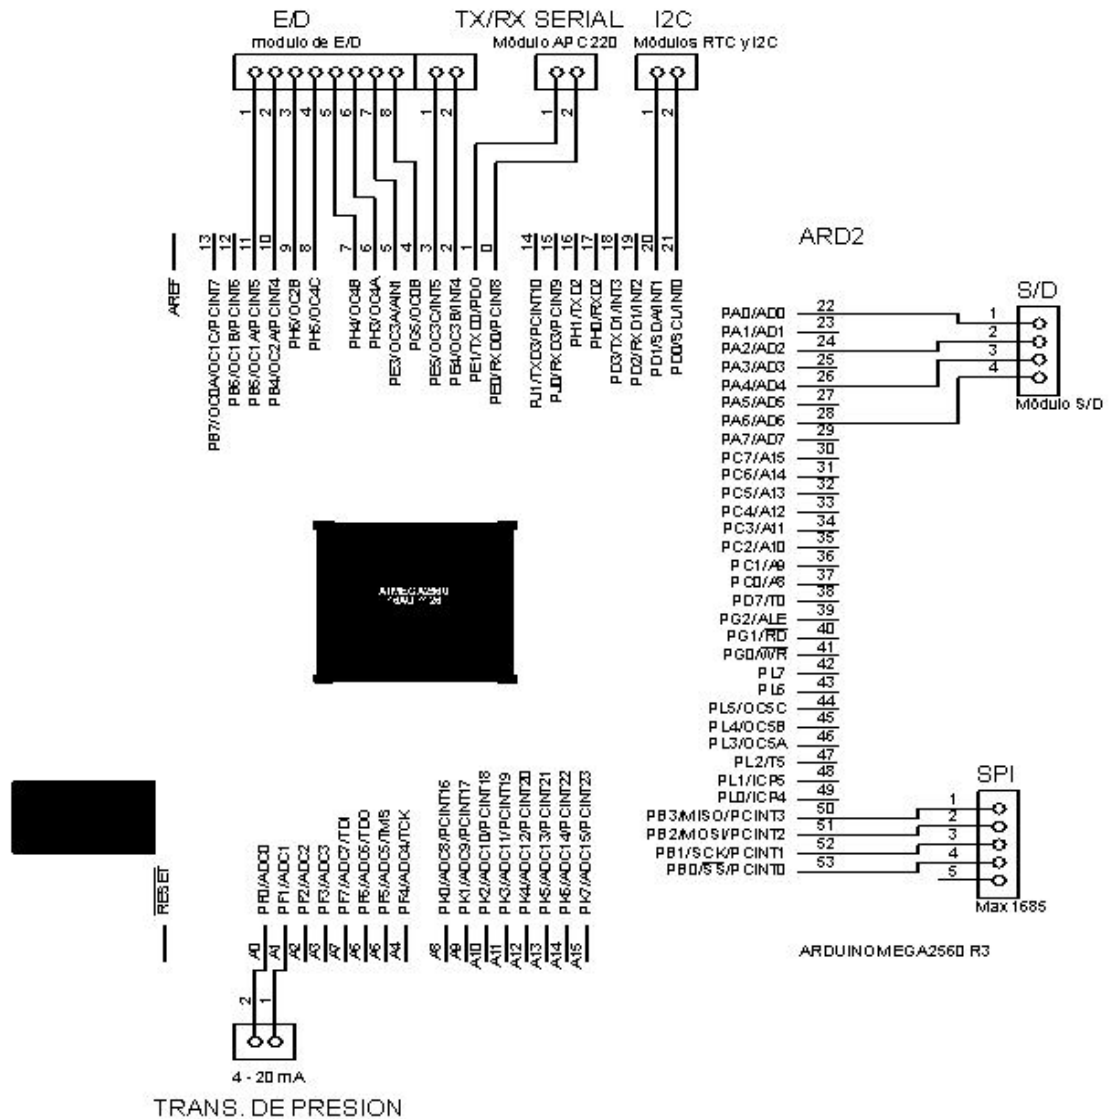 E/D TX/RX SERIAL I2C
modulo de E/D Módulo APC220 Módulos RTC y I2C
1 2 3 4 5 6 7 8 1 2 1 2 1 2
AREF 13 12 11 10 9 8 7 6 5 4 3 2 1 0 14 15 16 17 18 19 20 21
PB7/OC0A/OC1C/PCINT7
PB6/OC1B/PCINT6
PB5/OC1A/PCINT5
PB4/OC2A/PCINT4
PH6/OC2B
PH5/OC4C
PH4/OC4B
PH3/OC4A
PE3/OC3A/AIN1
PG5/OC0B
PE5/OC3C/INT5
PE4/OC3B/INT4
PE1/TXD0/PDO
PE0/RXD0/PCINT8
PJ1/TXD3/PCINT10
PJ0/RXD3/PCINT9
PH1/TXD2
PH0/RXD2
PD3/TXD1/INT3
PD2/RXD1/INT2
PD1/SDA/INT1
PD0/SCL/INT0
ARD2
S/D
1
2
3
4
Módulo S/D
PA0/AD0 22
PA1/AD1 23
PA2/AD2 24
PA3/AD3 25
PA4/AD4 26
PA5/AD5 27
PA6/AD6 28
PA7/AD7 29
PC7/A15 30
PC6/A14 31
PC5/A13 32
PC4/A12 33
PC3/A11 34
PC2/A10 35
PC1/A9 36
PC0/A8 37
PD7/T0 38
PG2/ALE 39
PG1/RD 40
PG0/WR 41
PL7 42
PL6 43
PL5/OC5C 44
PL4/OC5B 45
PL3/OC5A 46
PL2/T5 47
PL1/ICP5 48
PL0/ICP4 49
PB3/MISO/PCINT3 50
PB2/MOSI/PCINT2 51
PB1/SCK/PCINT1 52
PB0/SS/PCINT0 53
SPI
1
2
3
4
5
Max 1685
ARDUINO MEGA2560 R3
ATMEGA2560
RESET
PF0/ADC0 A0
PF1/ADC1 A1
PF2/ADC2 A2
PF3/ADC3 A3
PF7/ADC7/TDI A7
PF6/ADC6/TDO A6
PF5/ADC5/TMS A5
PF4/ADC4/TCK A4
PK0/ADC8/PCINT16 A8
PK1/ADC9/PCINT17 A9
PK2/ADC10/PCINT18 A10
PK3/ADC11/PCINT19 A11
PK4/ADC12/PCINT20 A12
PK5/ADC13/PCINT21 A13
PK6/ADC14/PCINT22 A14
PK7/ADC15/PCINT23 A15
2 1
4 - 20 mA
TRANS. DE PRESION